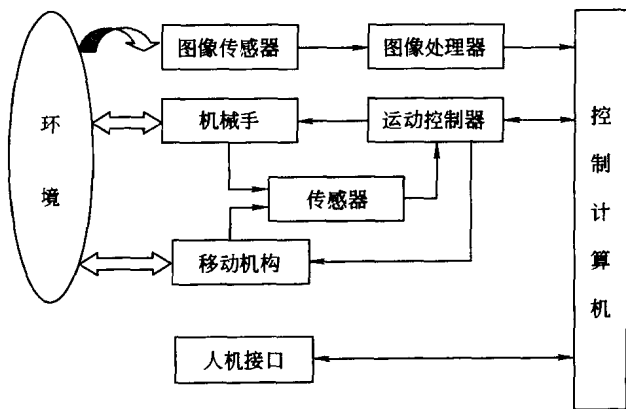 图像传感器
图像处理器
环境
机械手
运动控制器
控制计算机
传感器
移动机构
人机接口